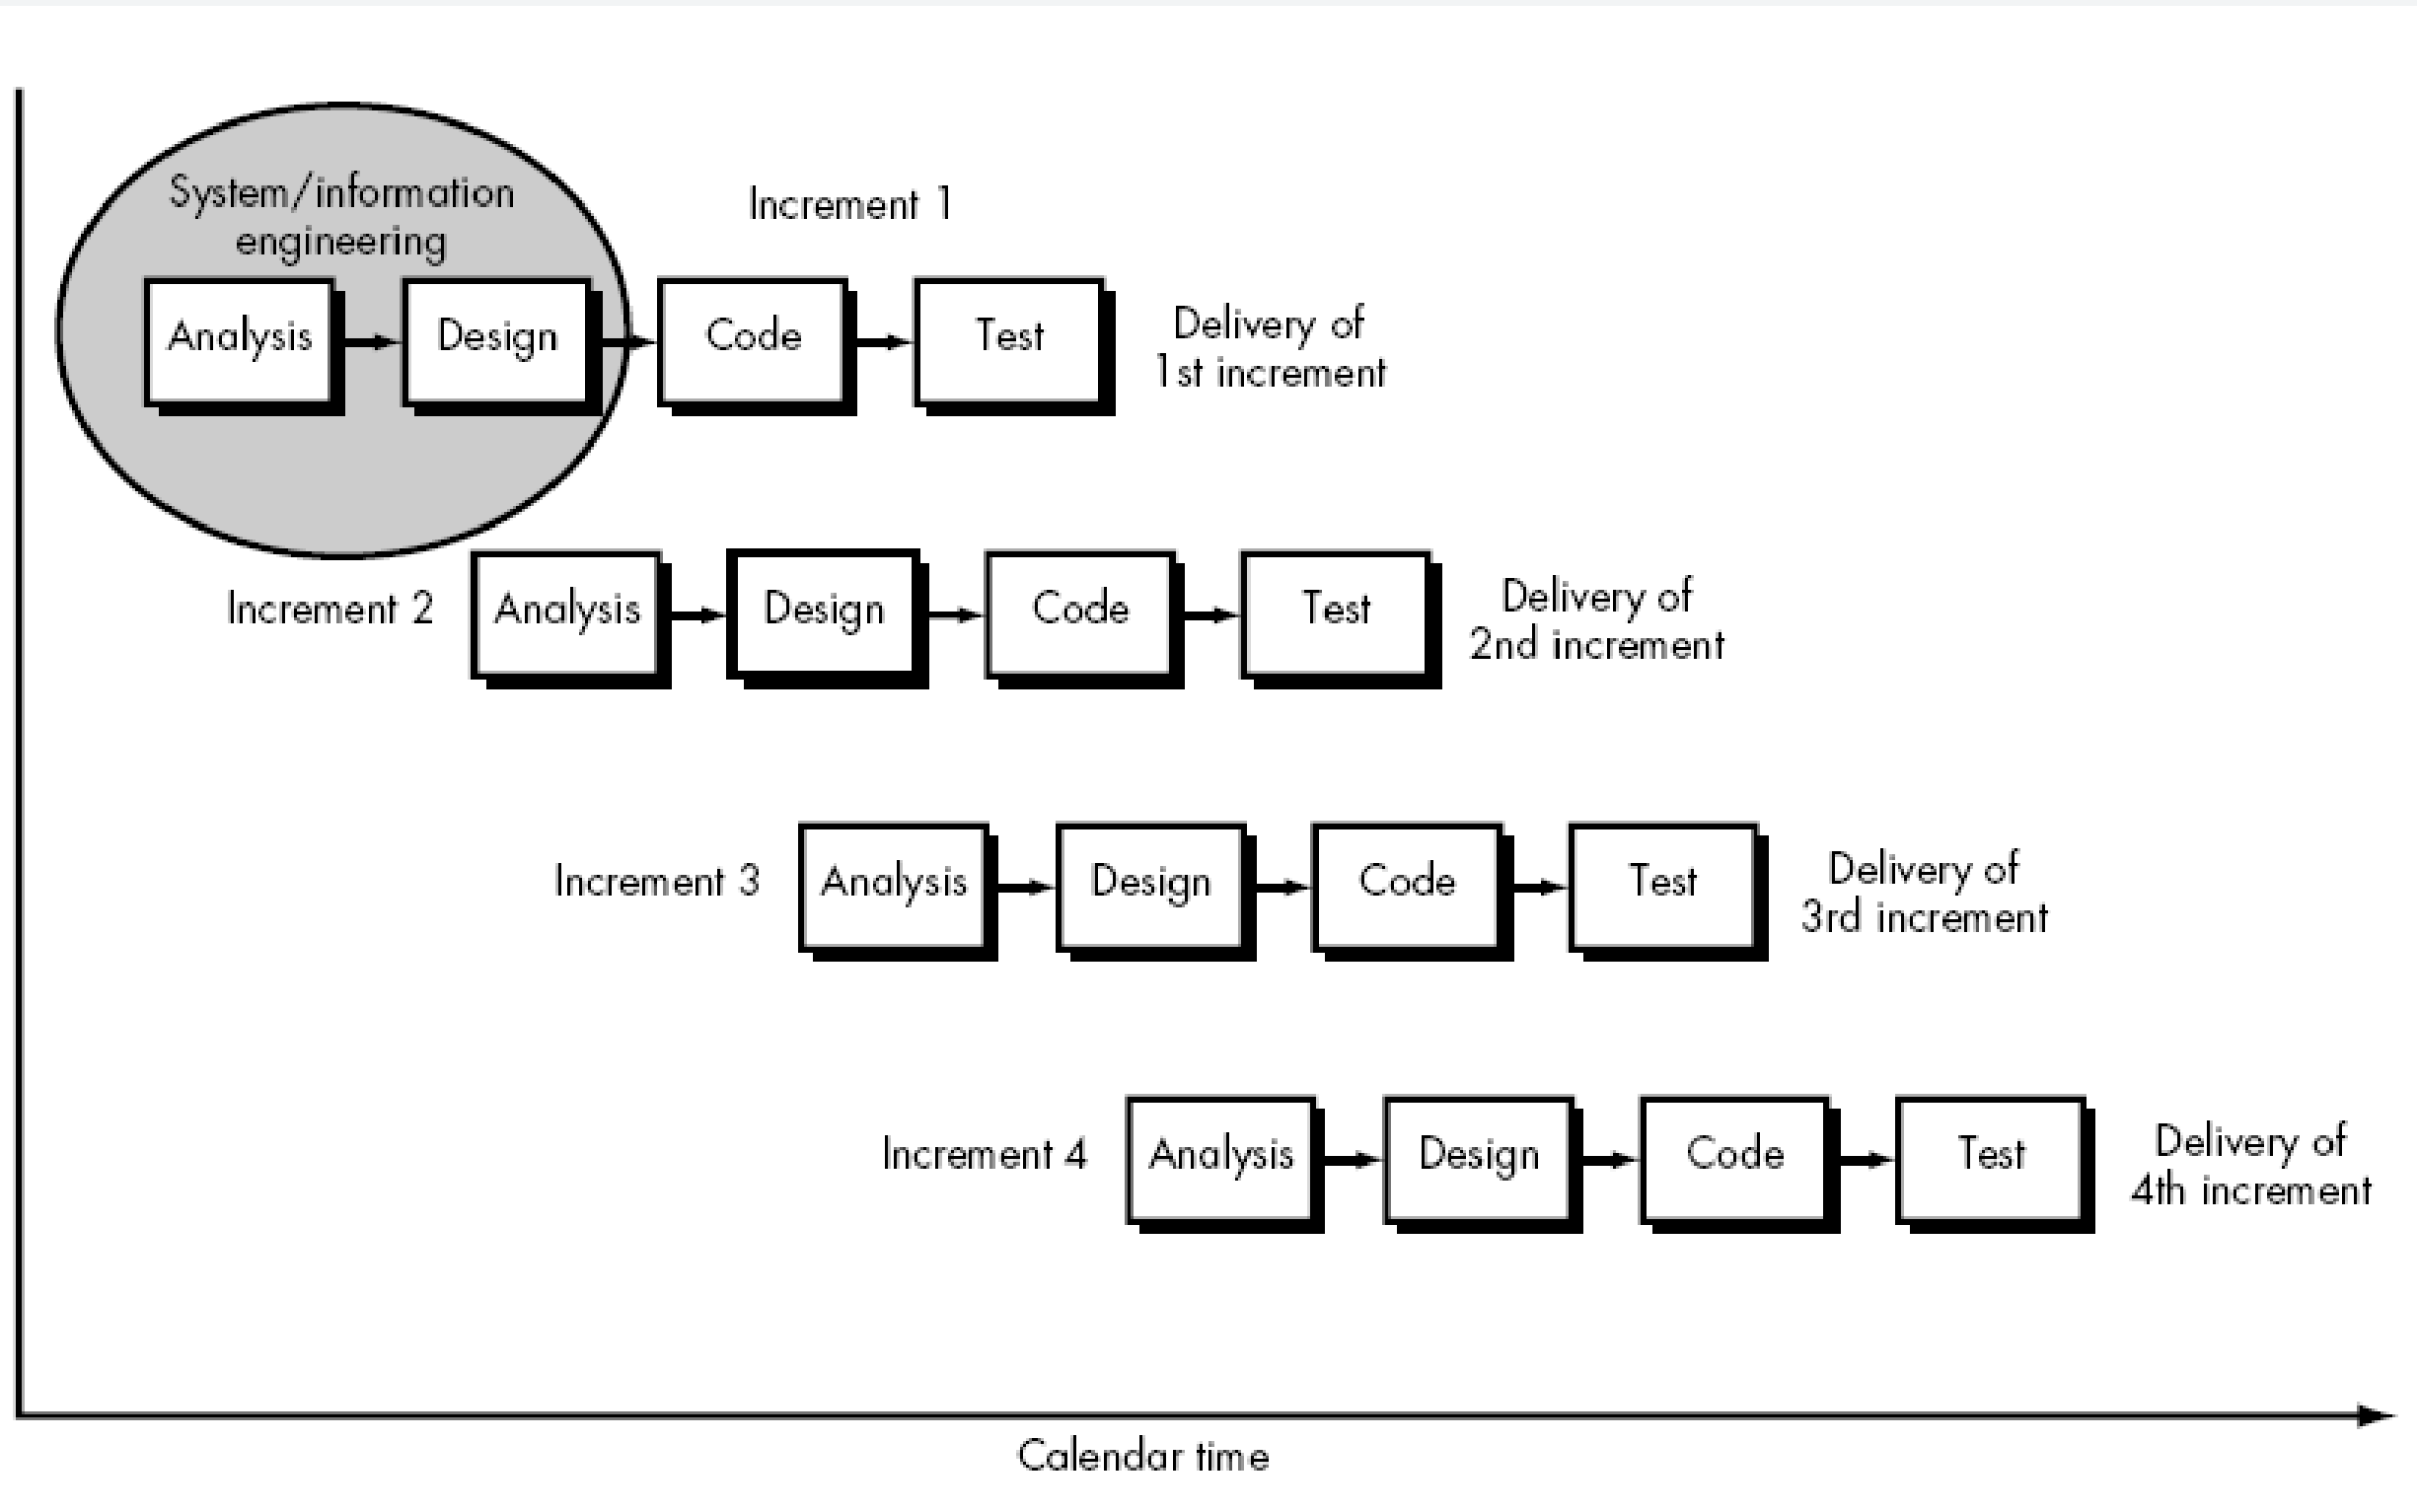 System/information
engineering
Increment 1
Analysis
Design
Code
Test
Delivery of
1st increment
Increment 2
Analysis
Design
Code
Test
Delivery of
2nd increment
Increment 3
Analysis
Design
Code
Test
Delivery of
3rd increment
Increment 4
Analysis
Design
Code
Test
Delivery of
4th increment
Calendar time